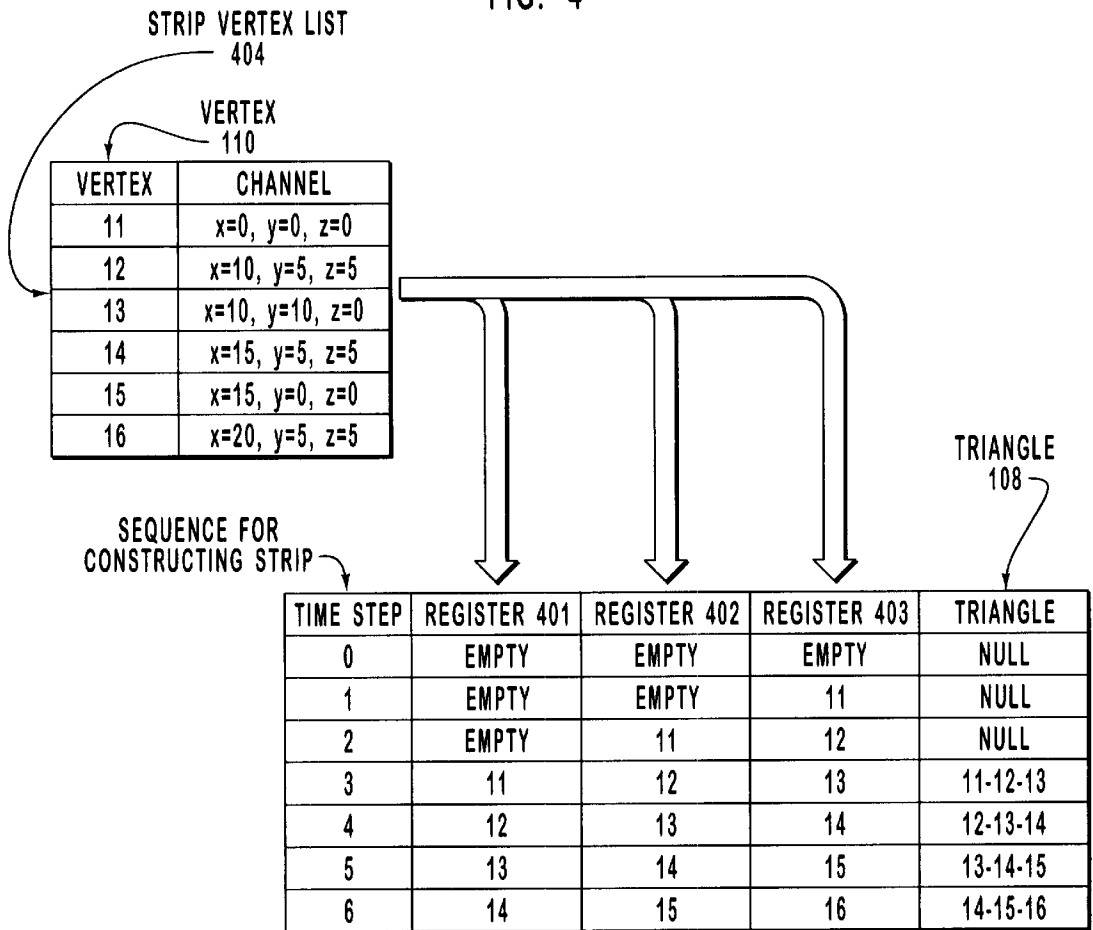 FIG. 4
STRIP VERTEX LIST
404
VERTEX
110
VERTEX CHANNEL
11 x=0, y=0, z=0
12 x=10, y=5, z=5
13 x=10, y=10, z=0
14 x=15, y=5, z=5
15 x=15, y=0, z=0
16 x=20, y=5, z=5
TRIANGLE
108
SEQUENCE FOR
CONSTRUCTING STRIP
TIME STEP REGISTER 401 REGISTER 402 REGISTER 403 TRIANGLE
0 EMPTY EMPTY EMPTY NULL
1 EMPTY EMPTY 11 NULL
2 EMPTY 11 12 NULL
3 11 12 13 11-12-13
4 12 13 14 12-13-14
5 13 14 15 13-14-15
6 14 15 16 14-15-16